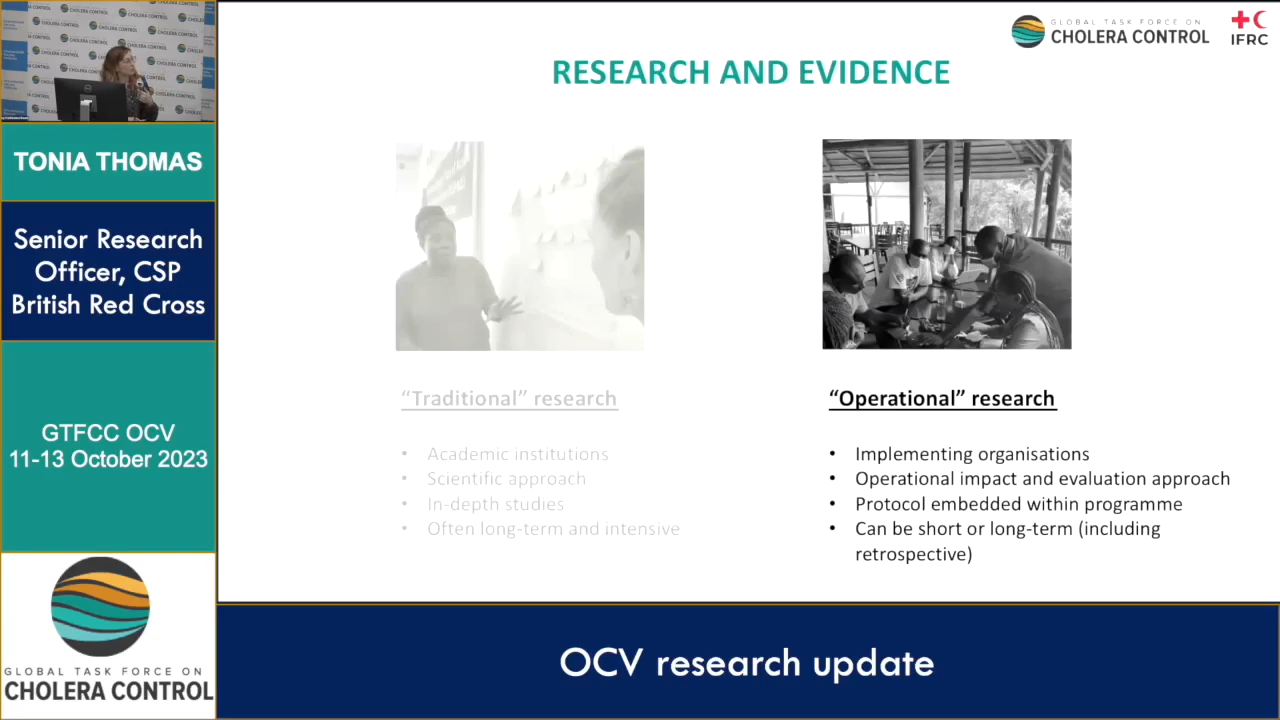 GLOBAL TASK FORCE ON
CHOLERA CONTROL
IFRC
RESEARCH AND EVIDENCE
TONIA THOMAS
Senior Research
Officer, CSP
British Red Cross
GTFCC OCV
11-13 October 2023
GLOBAL TASK FORCE ON
CHOLERA CONTROL
“Traditional” research
• Academic institutions
• Scientific approach
• In-depth studies
• Often long-term and intensive
“Operational” research
• Implementing organisations
• Operational impact and evaluation approach
• Protocol embedded within programme
• Can be short or long-term (including
retrospective)
OCV research update